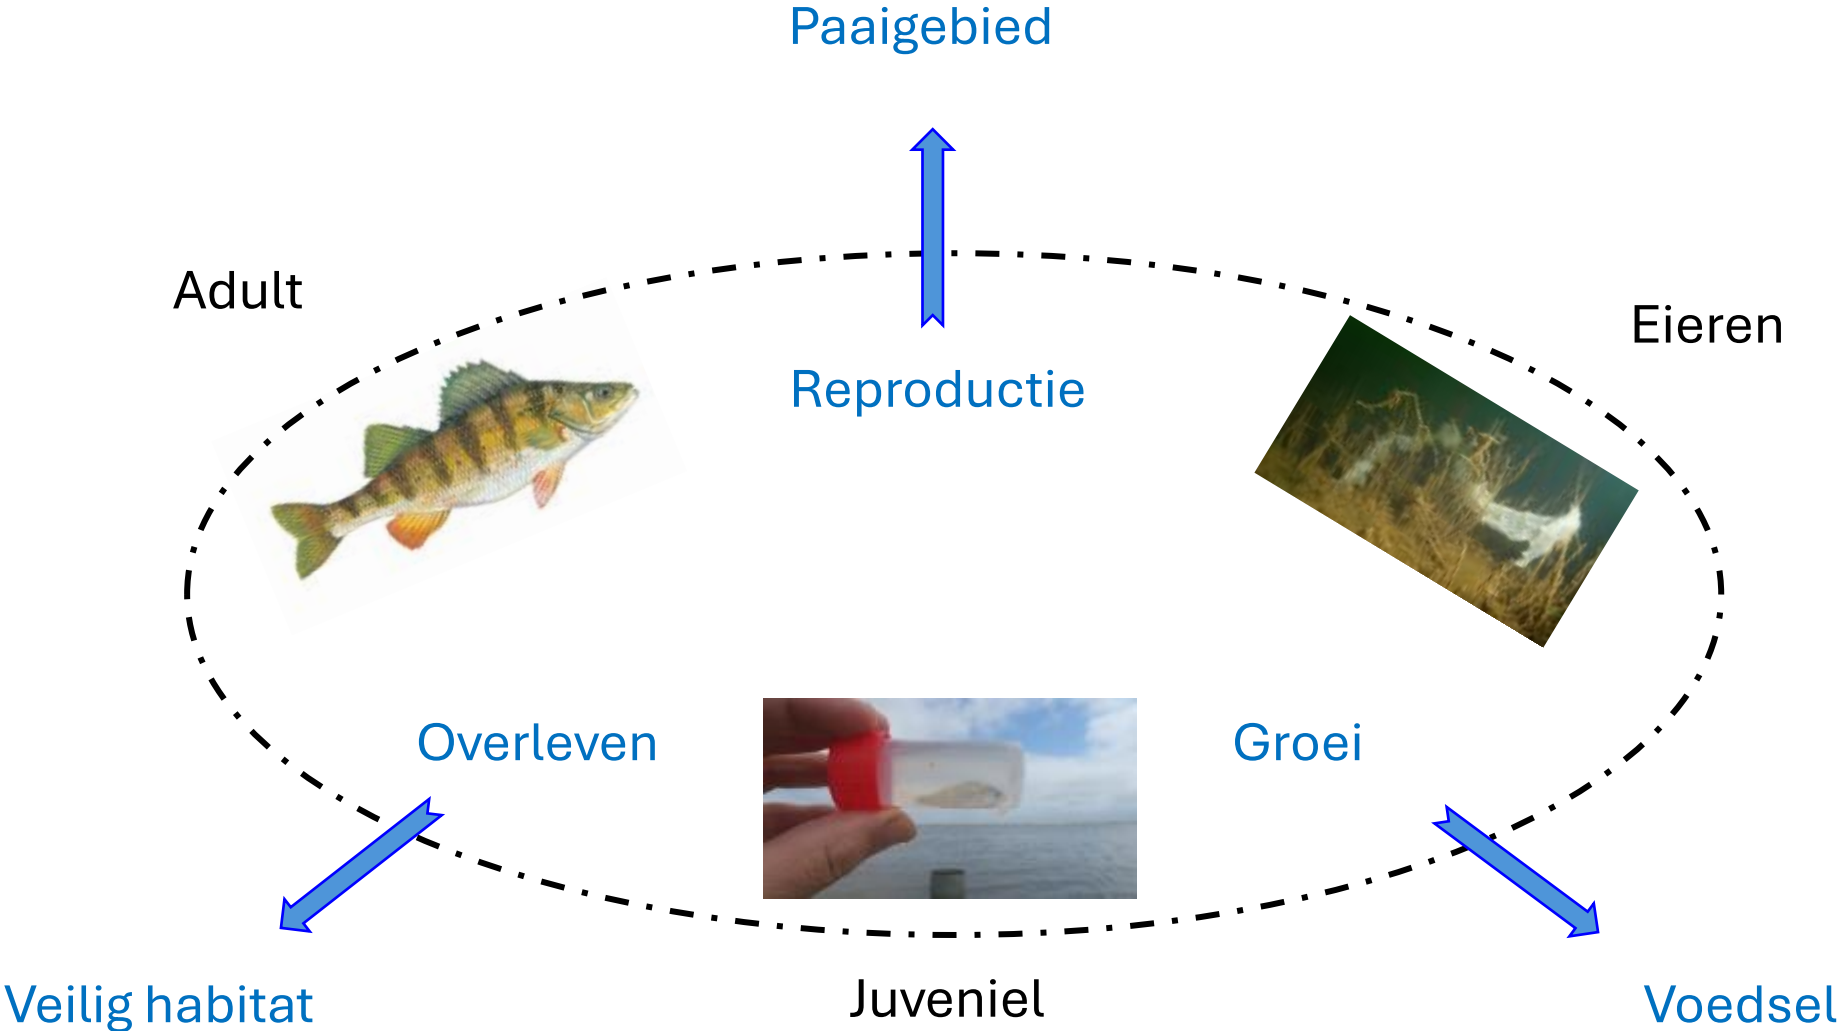 Paaigebied
Adult
Eieren
Reproductie
Overleven
Groei
Veilig habitat
Juveniel
Voedsel